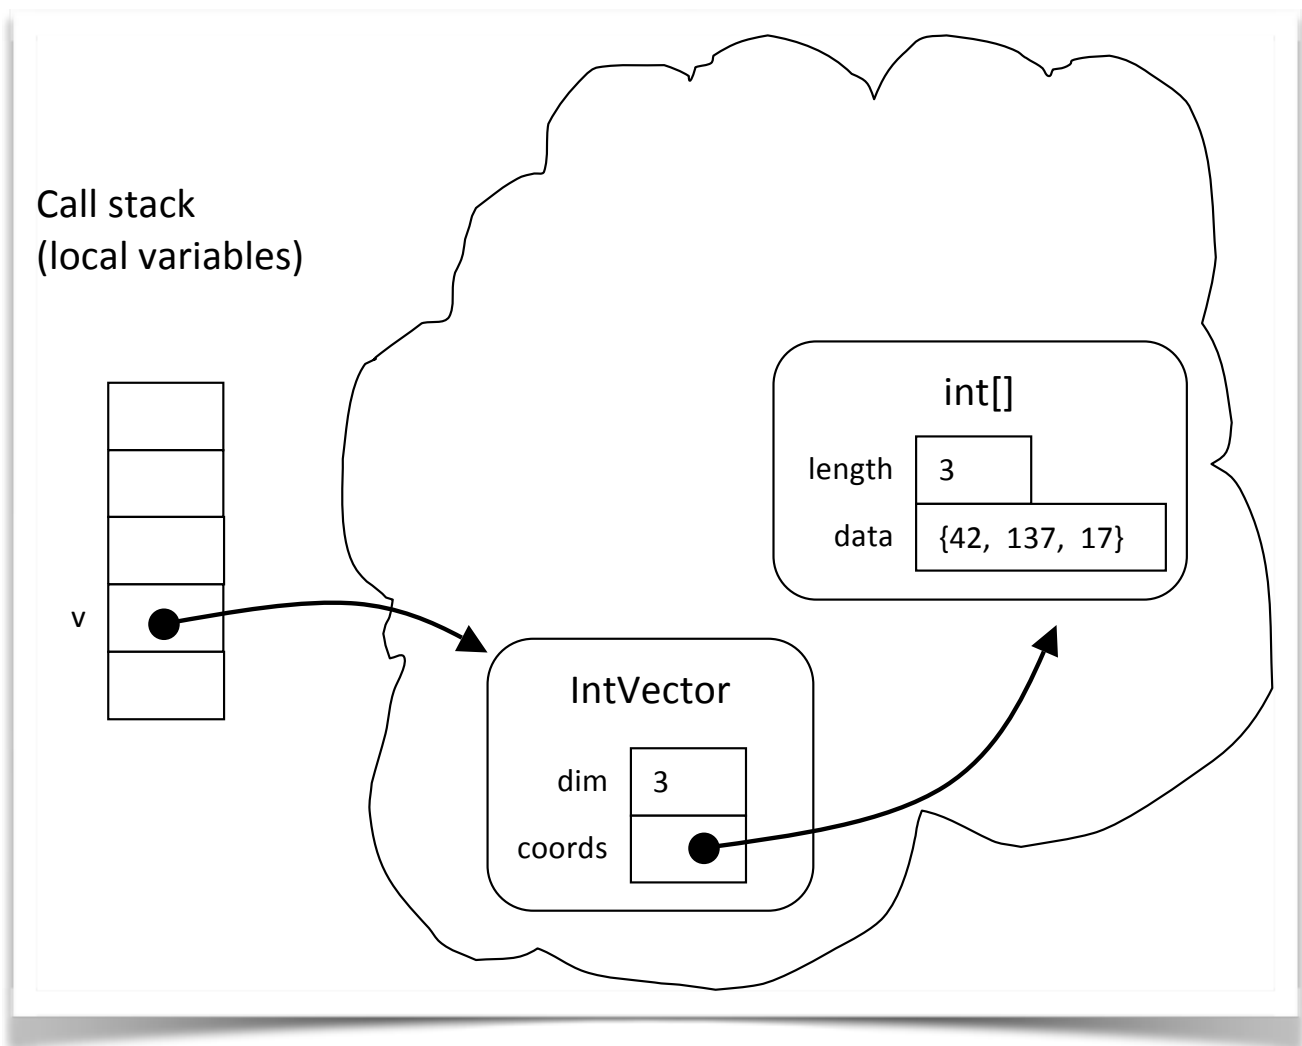 Call stack
(local variables)
int[]
length 3
data {42, 137, 17}
v
IntVector
dim 3
coords